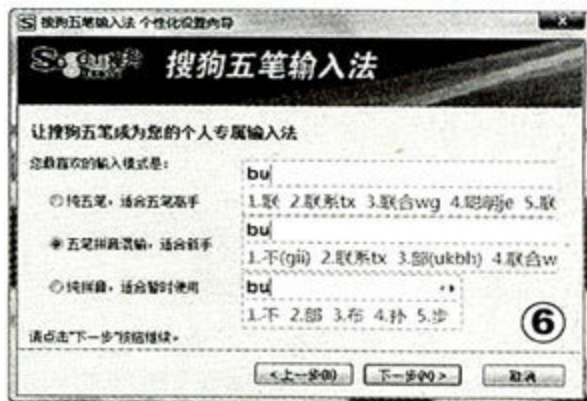 搜狗五笔输入法 个性化设置向导
搜狗五笔输入法
让搜狗五笔成为您的个人专属输入法
您最喜欢的输入模式是：
bu
纯五笔，适合五笔高手
1.联 2.联系tx 3.联合wg 4.聪明je 5.联
bu
五笔拼音混输，适合新手
1.不(gii) 2.联系tx 3.部(ukbh) 4.联合w
bu
纯拼音，适合暂时使用
1.不 2.部 3.布 4.补 5.步
请点击"下一步"按钮继续。
⑥
<上一步(B) 下一步(N)> 取消